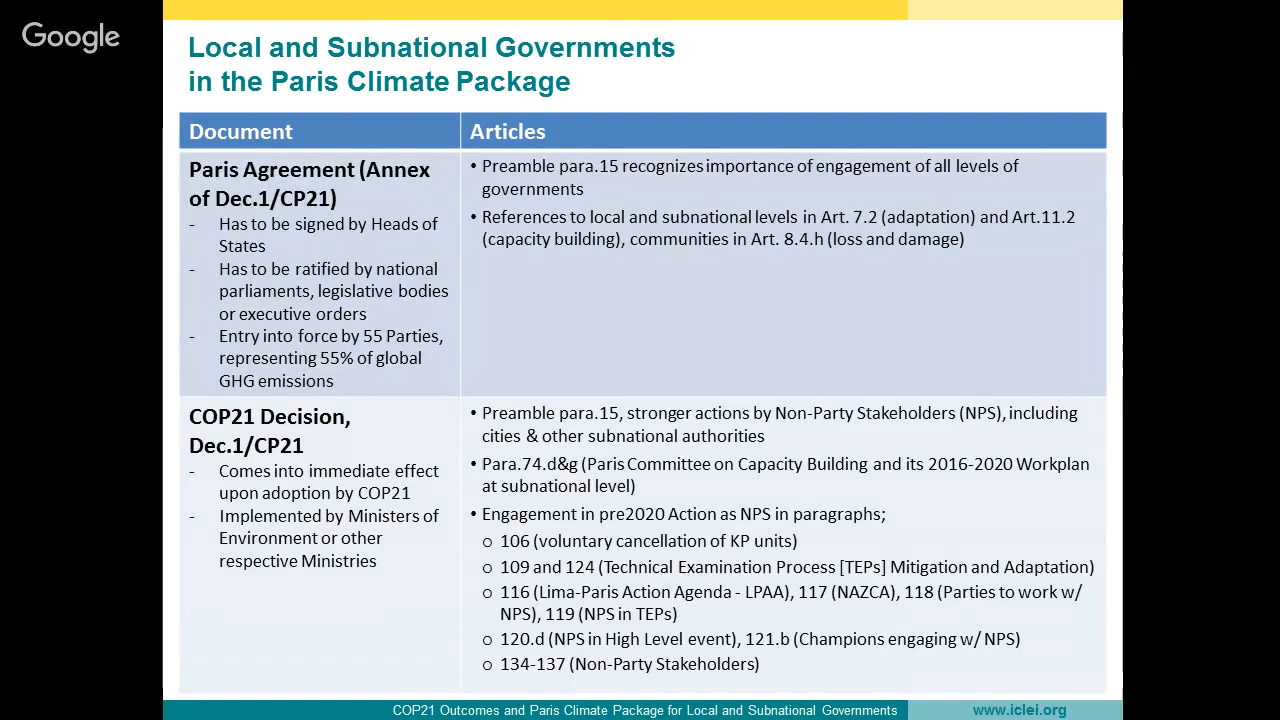 Google
Local and Subnational Governments
in the Paris Climate Package
Document
Articles
Paris Agreement (Annex
of Dec.1/CP21)
- Has to be signed by Heads of
States
- Has to be ratified by national
parliaments, legislative bodies
or executive orders
- Entry into force by 55 Parties,
representing 55% of global
GHG emissions
• Preamble para.15 recognizes importance of engagement of all levels of
governments
• References to local and subnational levels in Art. 7.2 (adaptation) and Art.11.2
(capacity building), communities in Art. 8.4.h (loss and damage)
COP21 Decision,
Dec.1/CP21
- Comes into immediate effect
upon adoption by COP21
- Implemented by Ministers of
Environment or other
respective Ministries
• Preamble para.15, stronger actions by Non-Party Stakeholders (NPS), including
cities & other subnational authorities
• Para.74.d&g (Paris Committee on Capacity Building and its 2016-2020 Workplan
at subnational level)
• Engagement in pre2020 Action as NPS in paragraphs;
o 106 (voluntary cancellation of KP units)
o 109 and 124 (Technical Examination Process [TEPs] Mitigation and Adaptation)
o 116 (Lima-Paris Action Agenda - LPAA), 117 (NAZCA), 118 (Parties to work w/
NPS), 119 (NPS in TEPs)
o 120.d (NPS in High Level event), 121.b (Champions engaging w/ NPS)
o 134-137 (Non-Party Stakeholders)
COP21 Outcomes and Paris Climate Package for Local and Subnational Governments
www.iclei.org